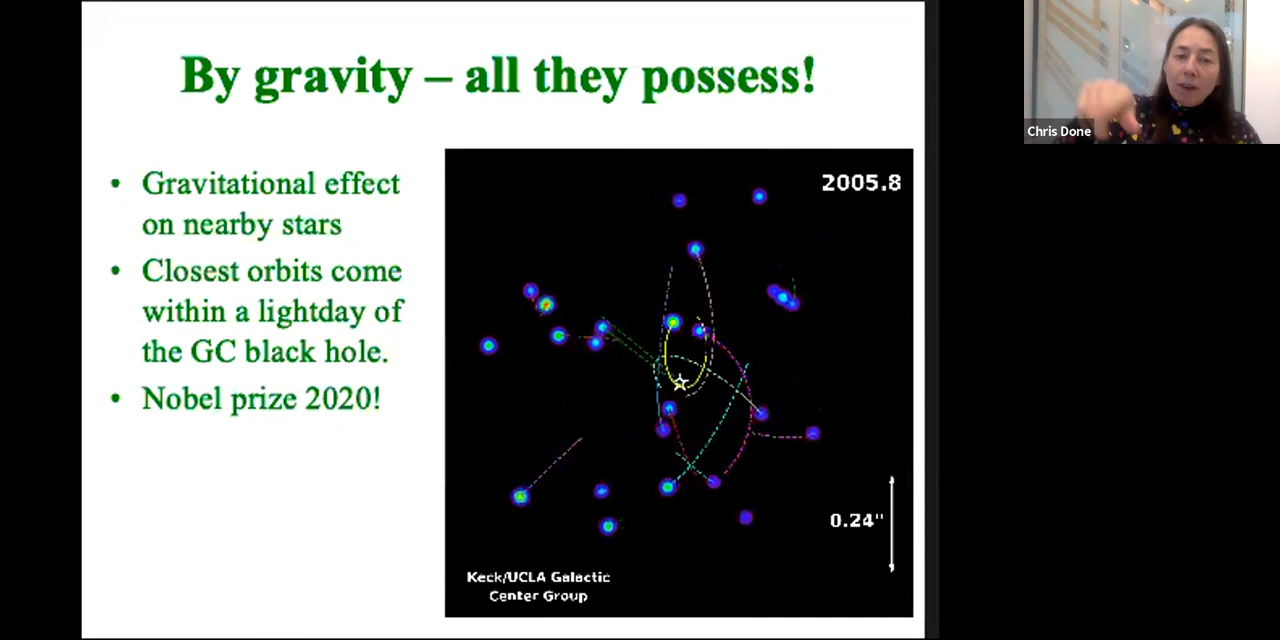 By gravity – all they possess!
• Gravitational effect
on nearby stars
• Closest orbits come
within a lightday of
the GC black hole.
• Nobel prize 2020!
2005.8
0.24"
Keck/UCLA Galactic
Center Group
Chris Done